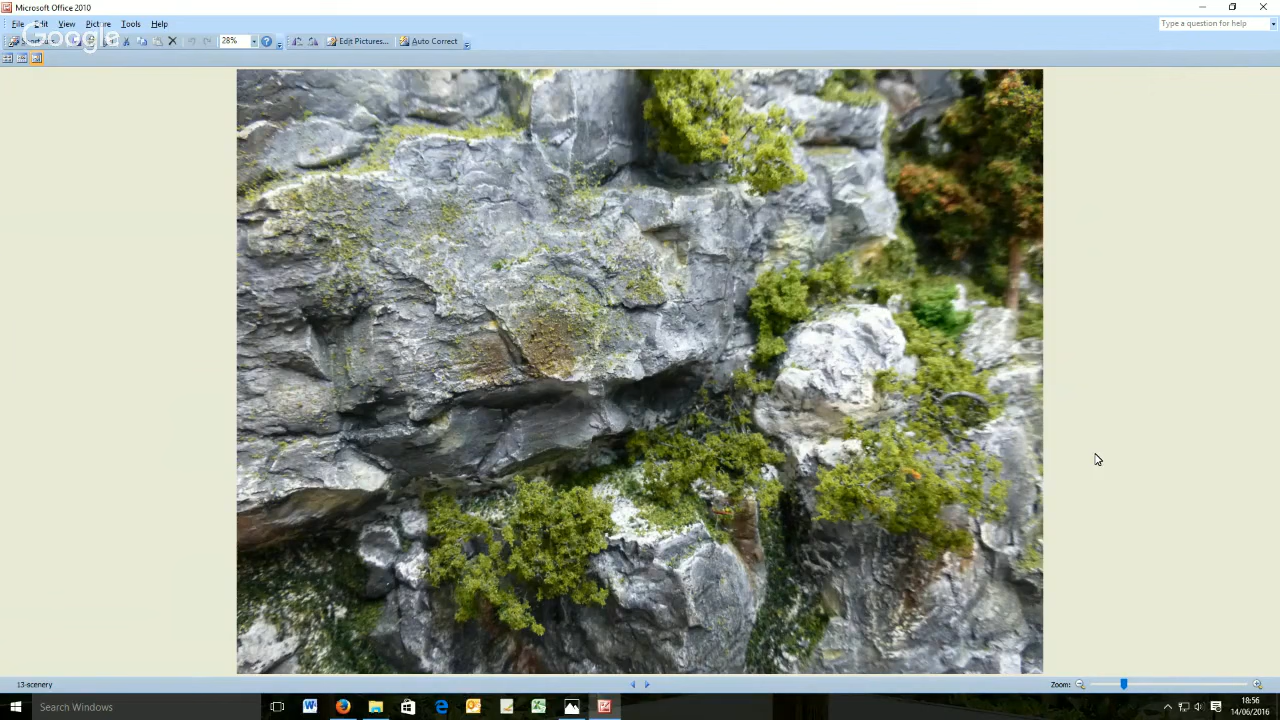 Microsoft Office 2010
File Edit View Picture Tools Help
Type a question for help
Google
28%
Edit Pictures...
Auto Correct
13-scenery
Zoom:
Search Windows
18:56
14/06/2016